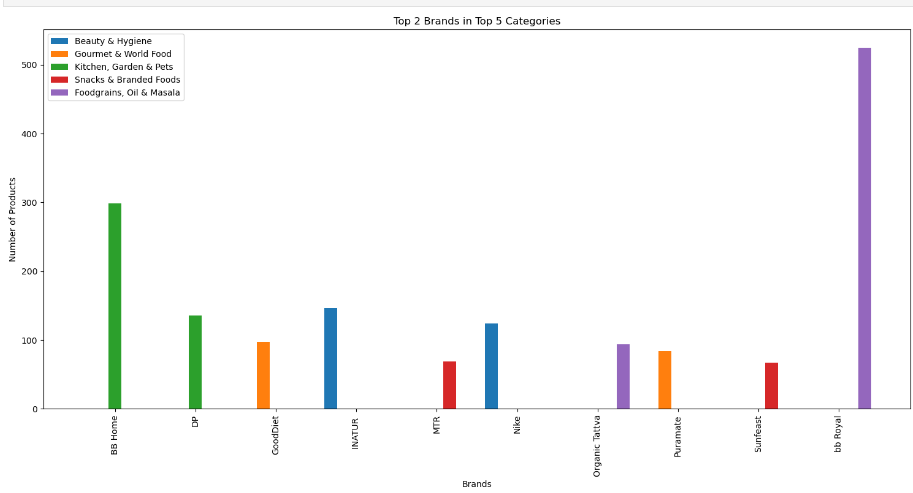 Top 2 Brands in Top 5 Categories
Beauty & Hygiene
Gourmet & World Food
Kitchen, Garden & Pets
Snacks & Branded Foods
Foodgrains, Oil & Masala
Number of Products
500
400
300
200
100
0
BB Home
DP
GoodDiet
INATUR
MTR
Nike
Organic Tattva
Puramate
Sunfeast
bb Royal
Brands